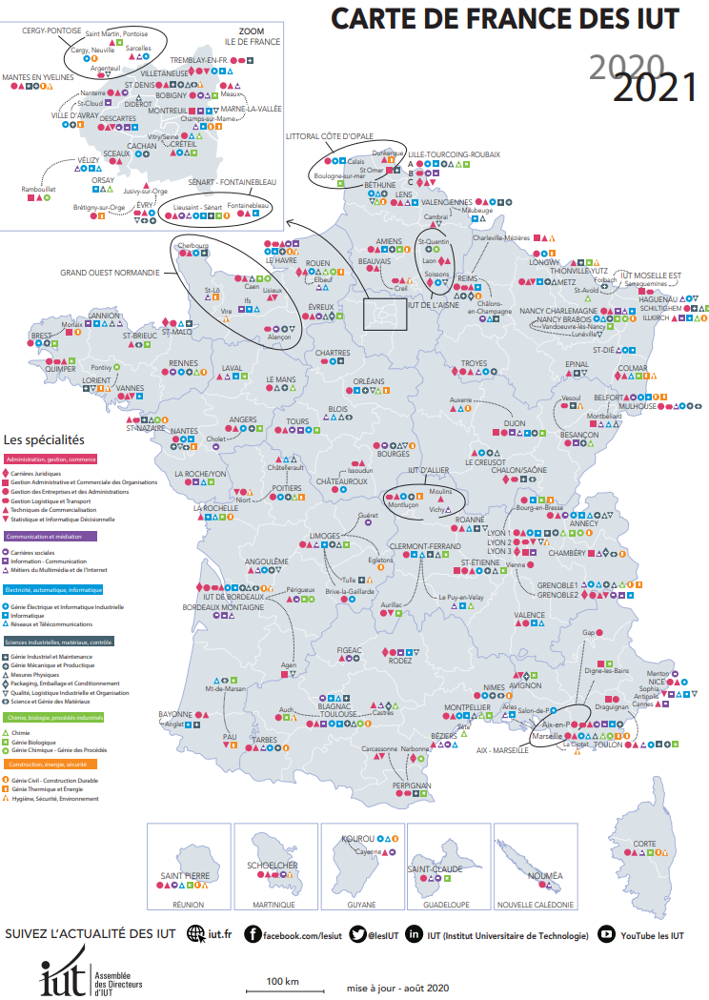 CARTE DE FRANCE DES IUT
2020
2021
CERGY-PONTOISE
Saint Martin, Pontoise
Cergy, Neuville
Sarcelles
Argenteuil
ZOOM
ILE DE FRANCE
MANTES EN YVELINES
TREMBLAY-EN-FR.
VILLETANEUSE
ST DENIS
Nanterre
BOBIGNY
Meaux
St-Cloud
DIDEROT
MONTREUIL
MARNE-LA-VALLÉE
VILLE D'AVRAY
DESCARTES
Champs-sur-Marne
Vitry/Seine
CACHAN
CRÉTEIL
SCEAUX
VÉLIZY
Rambouillet
ORSAY
Juvisy-sur-Orge
SÉNART - FONTAINEBLEAU
Brétigny-sur-Orge
ÉVRY
Lieusaint - Sénart
Fontainebleau
LITTORAL CÔTE D'OPALE
Dunkerque
Calais
St Omer
Boulogne-sur-mer
LILLE-TOURCOING-ROUBAIX
A
B
C
BÉTHUNE
LENS
VALENCIENNES
Maubeuge
Cambrai
Cherbourg
GRAND OUEST NORMANDIE
LE HAVRE
ROUEN
Elbeuf
AMIENS
BEAUVAIS
Creil
St-Quentin
Laon
Soissons
IUT DE L'AISNE
Charleville-Mézières
REIMS
Châlons-
en-Champagne
LONGWY
THIONVILLE-YUTZ
METZ
Forbach
St-Avold
IUT MOSELLE EST
Sarreguemines
HAGUENAU
SCHILTIGHEM
ILLKIRCH
NANCY CHARLEMAGNE
NANCY BRABOIS
Vandoeuvre-lès-Nancy
Lunéville
ST-DIÉ
Caen
Lisieux
St-Lô
Ifs
Vire
ÉVREUX
Alençon
LANNION
Morlaix
BREST
ST-BRIEUC
ST-MALO
QUIMPER
Pontivy
LORIENT
VANNES
RENNES
LAVAL
LE MANS
CHARTRES
ORLÉANS
TROYES
EPINAL
COLMAR
Auxerre
Vesoul
BELFORT
MULHOUSE
Montbéliard
BLOIS
DIJON
BESANÇON
ST-NAZAIRE
NANTES
ANGERS
Cholet
TOURS
BOURGES
LE CREUSOT
CHALON/SAÔNE
Les spécialités
Administration, gestion, commerce
Carrières Juridiques
Gestion Administrative et Commerciale des Organisations
Gestion des Entreprises et des Administrations
Gestion Logistique et Transport
Techniques de Commercialisation
Statistique et Informatique Décisionnelle
Communication et médiation
Carrières sociales
Information - Communication
Métiers du Multimédia et de l'Internet
Électricité, automatique, informatique
Génie Électrique et Informatique Industrielle
Informatique
Réseaux et Télécommunications
Sciences industrielles, matériaux, contrôle
Génie Industriel et Maintenance
Génie Mécanique et Productique
Mesures Physiques
Packaging, Emballage et Conditionnement
Qualité, Logistique Industrielle et Organisation
Science et Génie des Matériaux
Chimie, biologie, procédés industriels
Chimie
Génie Biologique
Génie Chimique - Génie des Procédés
Construction, énergie, sécurité
Génie Civil - Construction Durable
Génie Thermique et Énergie
Hygiène, Sécurité, Environnement
LA ROCHE/YON
Châtellerault
Issoudun
CHÂTEAUROUX
Niort
POITIERS
LA ROCHELLE
IUT D'ALLIER
Moulins
Montluçon
Vichy
Guéret
Bourg-en-Bresse
ANNECY
ROANNE
LYON 1
LYON 2
LYON 3
LIMOGES
CLERMONT-FERRAND
Egletons
ST-ÉTIENNE
Vienne
CHAMBÉRY
ANGOULÊME
Tulle
Brive-la-Gaillarde
Périgueux
IUT DE BORDEAUX
BORDEAUX MONTAIGNE
Aurillac
Le Puy-en-Velay
GRENOBLE1
GRENOBLE2
VALENCE
Gap
FIGEAC
RODEZ
Agen
Digne-les-Bains
Menton
NICE
Sophia
Antipolis
Cannes
Mt-de-Marsan
AVIGNON
NIMES
BLAGNAC
TOULOUSE
Auch
Castres
MONTPELLIER
Arles
Salon-de-P.
Draguignan
BAYONNE
Anglet
Sète
Aix-en-P.
Marseille
La Ciotat
TOULON
PAU
TARBES
BÉZIERS
AIX - MARSEILLE
Carcassonne
Narbonne
PERPIGNAN
CORTE
SAINT PIERRE
RÉUNION
SCHOELCHER
MARTINIQUE
KOUROU
Cayenne
GUYANE
SAINT-CLAUDE
GUADELOUPE
NOUMÉA
NOUVELLE CALÉDONIE
SUIVEZ L'ACTUALITÉ DES IUT
iut.fr
facebook.com/lesiut
@lesIUT
IUT (Institut Universitaire de Technologie)
YouTube les IUT
iut
Assemblée
des Directeurs
d'IUT
100 km
mise à jour - août 2020